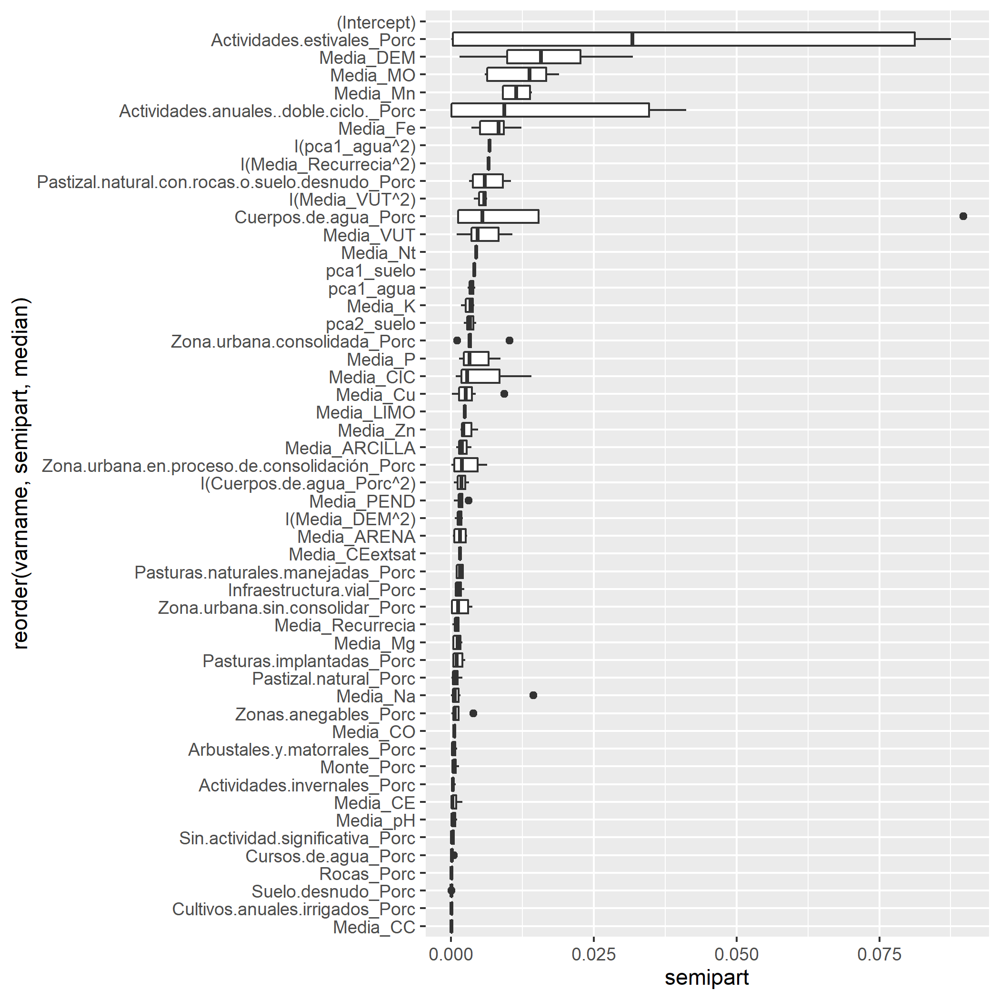 (Intercept)
Actividades.estivales_Porc
Media_DEM
Media_MO
Media_Mn
Actividades.anuales..doble.ciclo._Porc
Media_Fe
I(pca1_agua^2)
I(Media_Recurrecia^2)
Pastizal.natural.con.rocas.o.suelo.desnudo_Porc
I(Media_VUT^2)
Cuerpos.de.agua_Porc
Media_VUT
Media_Nt
pca1_suelo
pca1_agua
Media_K
pca2_suelo
Zona.urbana.consolidada_Porc
Media_P
Media_CIC
Media_Cu
Media_LIMO
Media_Zn
Media_ARCILLA
Zona.urbana.en.proceso.de.consolidación_Porc
I(Cuerpos.de.agua_Porc^2)
Media_PEND
I(Media_DEM^2)
Media_ARENA
Media_CEextsat
Pasturas.naturales.manejadas_Porc
Infraestructura.vial_Porc
Zona.urbana.sin.consolidar_Porc
Media_Recurrecia
Media_Mg
Pasturas.implantadas_Porc
Pastizal.natural_Porc
Media_Na
Zonas.anegables_Porc
Media_CO
Arbustales.y.matorrales_Porc
Monte_Porc
Actividades.invernales_Porc
Media_CE
Media_pH
Sin.actividad.significativa_Porc
Cursos.de.agua_Porc
Rocas_Porc
Suelo.desnudo_Porc
Cultivos.anuales.irrigados_Porc
Media_CC
reorder(varname, semipart, median)
0.000 0.025 0.050 0.075
semipart